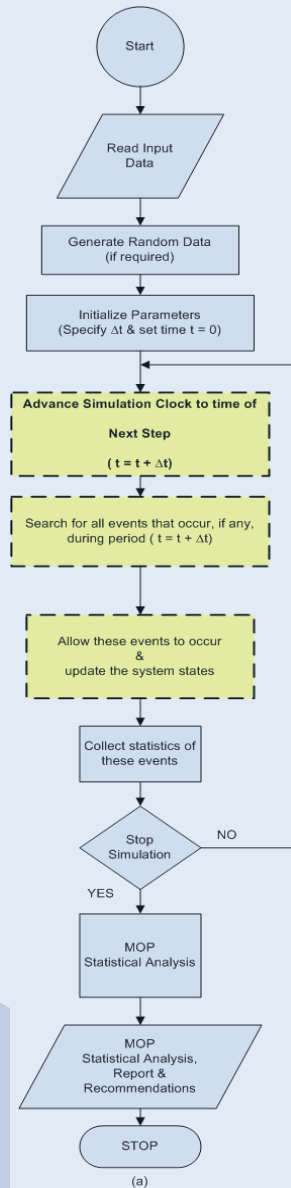 Start
Read Input
Data
Generate Random Data
(if required)
Initialize Parameters
(Specify Δt & set time t = 0)
Advance Simulation Clock to time of
Next Step
( t = t + Δt)
Search for all events that occur, if any,
during period ( t = t + Δt)
Allow these events to occur
&
update the system states
Collect statistics of
these events
Stop
Simulation
NO
YES
MOP
Statistical Analysis
MOP
Statistical Analysis,
Report &
Recommendations
STOP
(a)